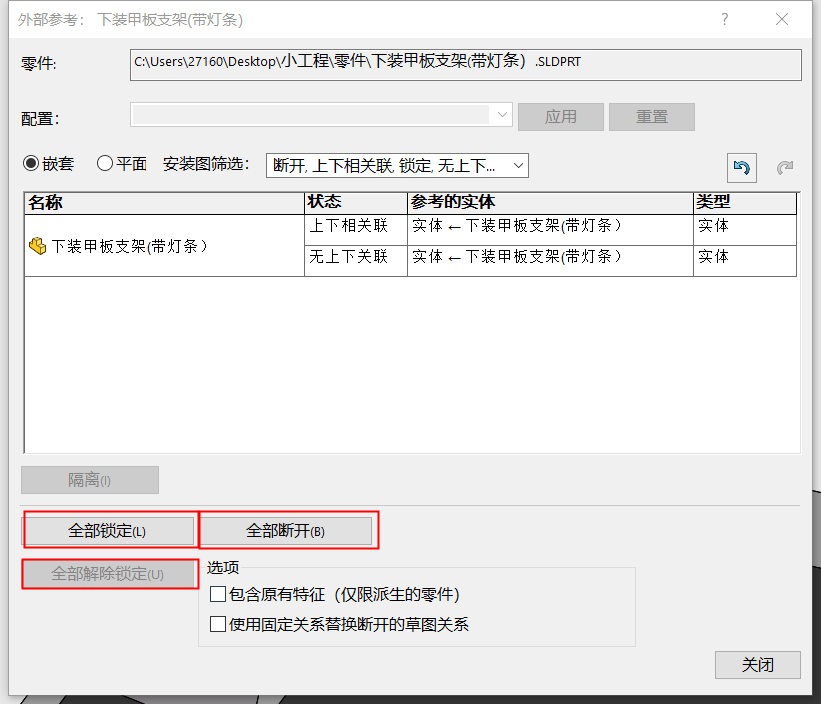 外部参考: 下装甲板支架(带灯条)
零件:
C:\Users\27160\Desktop\小工程\零件\下装甲板支架(带灯条）.SLDPRT
配置:
应用
重置
嵌套
平面
安装图筛选:
断开, 上下相关联, 锁定, 无上下...
名称 状态 参考的实体 类型
下装甲板支架(带灯条）
上下相关联 实体 ← 下装甲板支架(带灯条） 实体
无上下关联 实体 ← 下装甲板支架(带灯条） 实体
隔离(I)
全部锁定(L)
全部断开(B)
全部解除锁定(U)
选项
包含原有特征（仅限派生的零件）
使用固定关系替换断开的草图关系
关闭